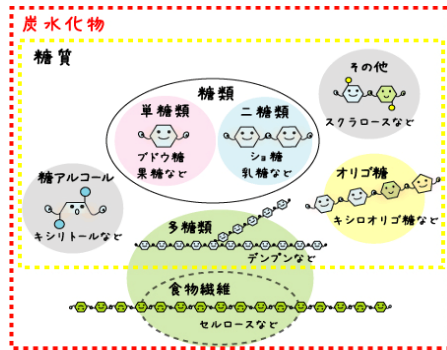 炭水化物
糖質
糖類
その他
スクラロースなど
単糖類
ブドウ糖
果糖など
二糖類
ショ糖
乳糖など
糖アルコール
キシリトールなど
オリゴ糖
キシロオリゴ糖など
多糖類
デンプンなど
食物繊維
セルロースなど